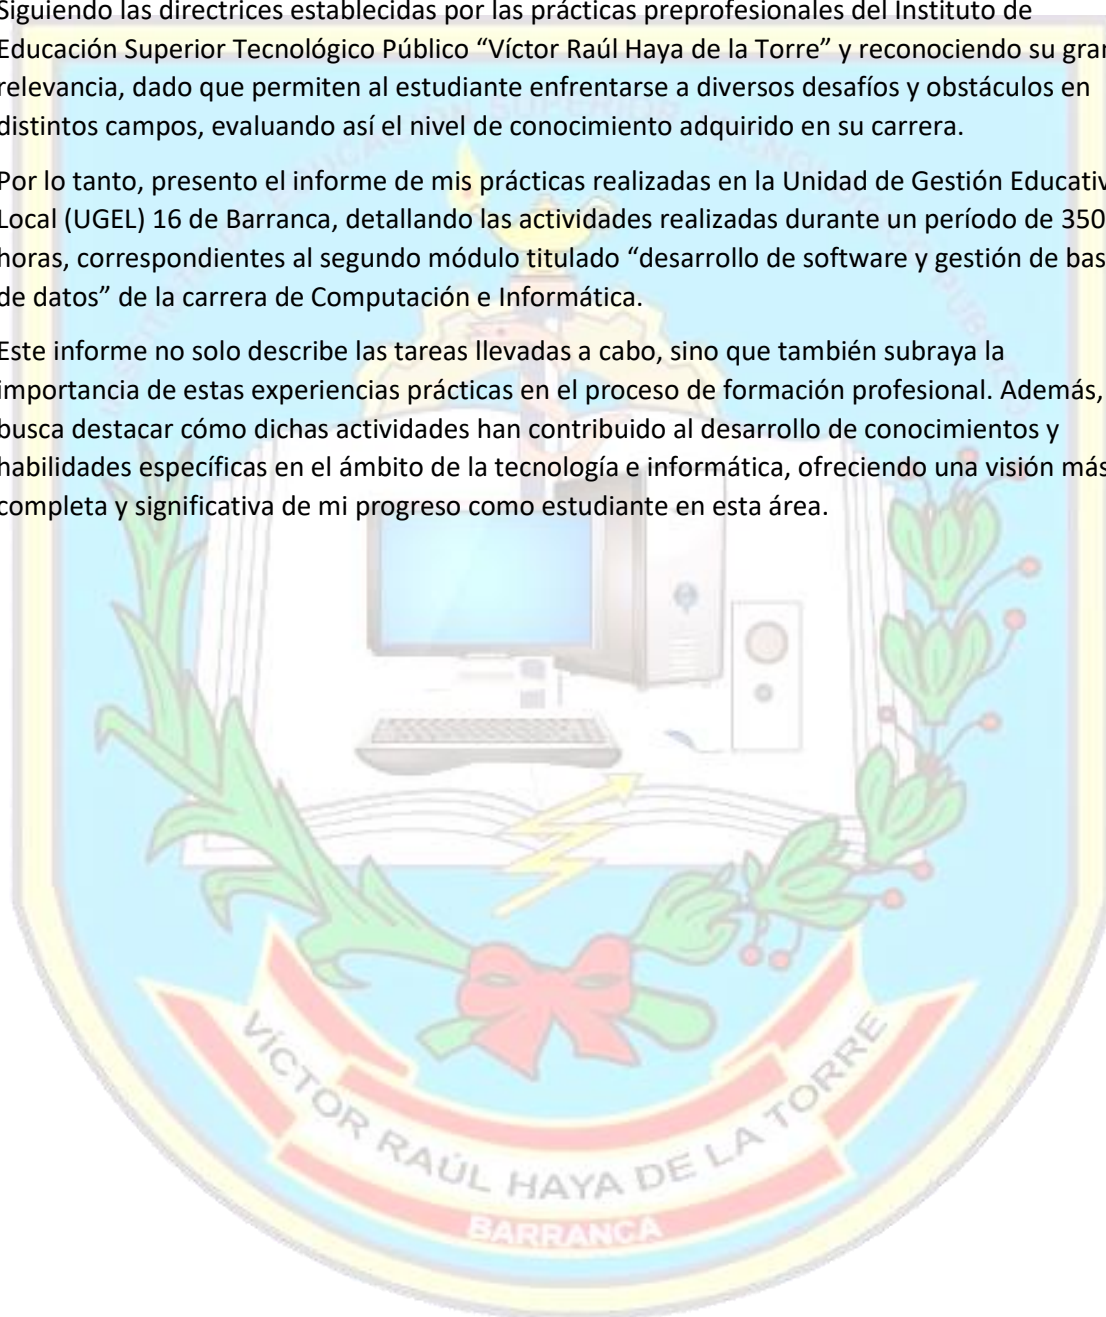 Siguiendo las directrices establecidas por las prácticas preprofesionales del Instituto de
Educación Superior Tecnológico Público “Víctor Raúl Haya de la Torre” y reconociendo su gran
relevancia, dado que permiten al estudiante enfrentarse a diversos desafíos y obstáculos en
distintos campos, evaluando así el nivel de conocimiento adquirido en su carrera.
Por lo tanto, presento el informe de mis prácticas realizadas en la Unidad de Gestión Educativ
Local (UGEL) 16 de Barranca, detallando las actividades realizadas durante un período de 350
horas, correspondientes al segundo módulo titulado “desarrollo de software y gestión de bas
de datos” de la carrera de Computación e Informática.
Este informe no solo describe las tareas llevadas a cabo, sino que también subraya la
importancia de estas experiencias prácticas en el proceso de formación profesional. Además,
busca destacar cómo dichas actividades han contribuido al desarrollo de conocimientos y
habilidades específicas en el ámbito de la tecnología e informática, ofreciendo una visión más
completa y significativa de mi progreso como estudiante en esta área.
VÍCTOR RAÚL HAYA DE LA TORRE
BARRANCA